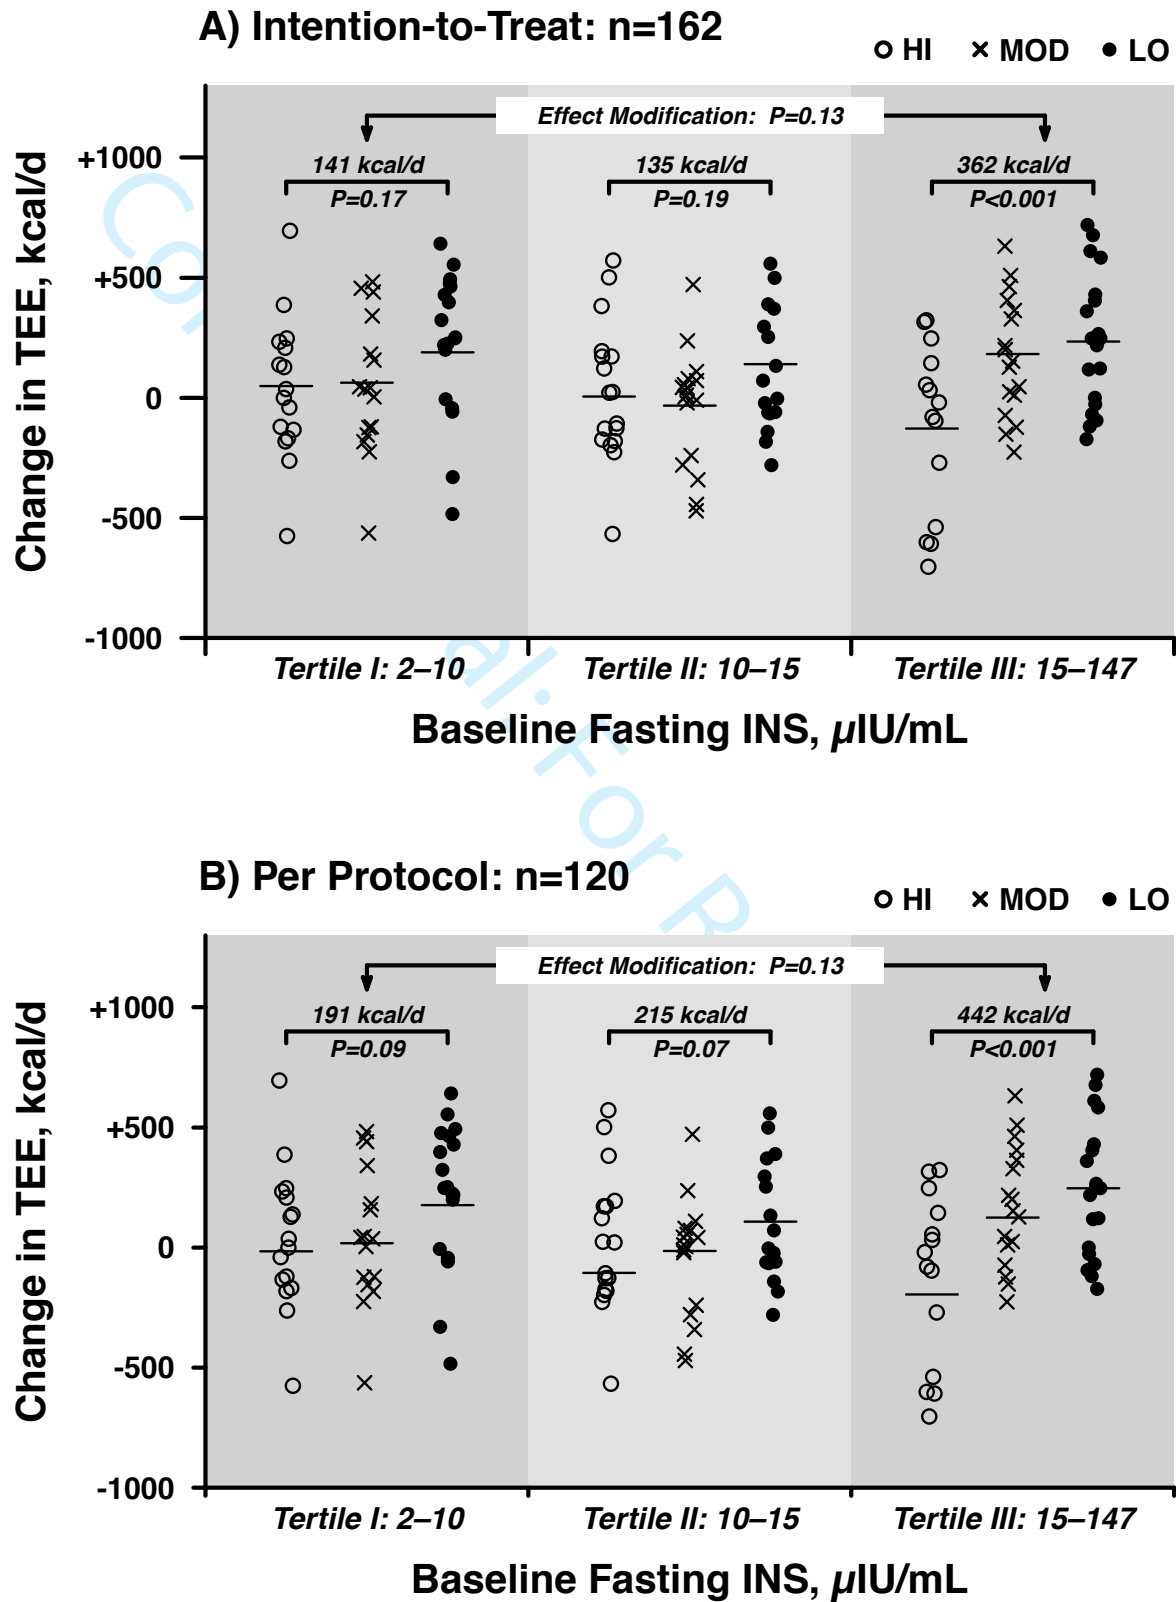 A) Intention-to-Treat: n=162
HI MOD LO
Effect Modification: P=0.13
141 kcal/d 135 kcal/d 362 kcal/d
P=0.17 P=0.19 P<0.001
Change in TEE, kcal/d
+1000
+500
0
-500
-1000
Tertile I: 2–10 Tertile II: 10–15 Tertile III: 15–147
Baseline Fasting INS, µIU/mL
al: For R
B) Per Protocol: n=120
HI MOD LO
Effect Modification: P=0.13
191 kcal/d 215 kcal/d 442 kcal/d
P=0.09 P=0.07 P<0.001
Change in TEE, kcal/d
+1000
+500
0
-500
-1000
Tertile I: 2–10 Tertile II: 10–15 Tertile III: 15–147
Baseline Fasting INS, µIU/mL